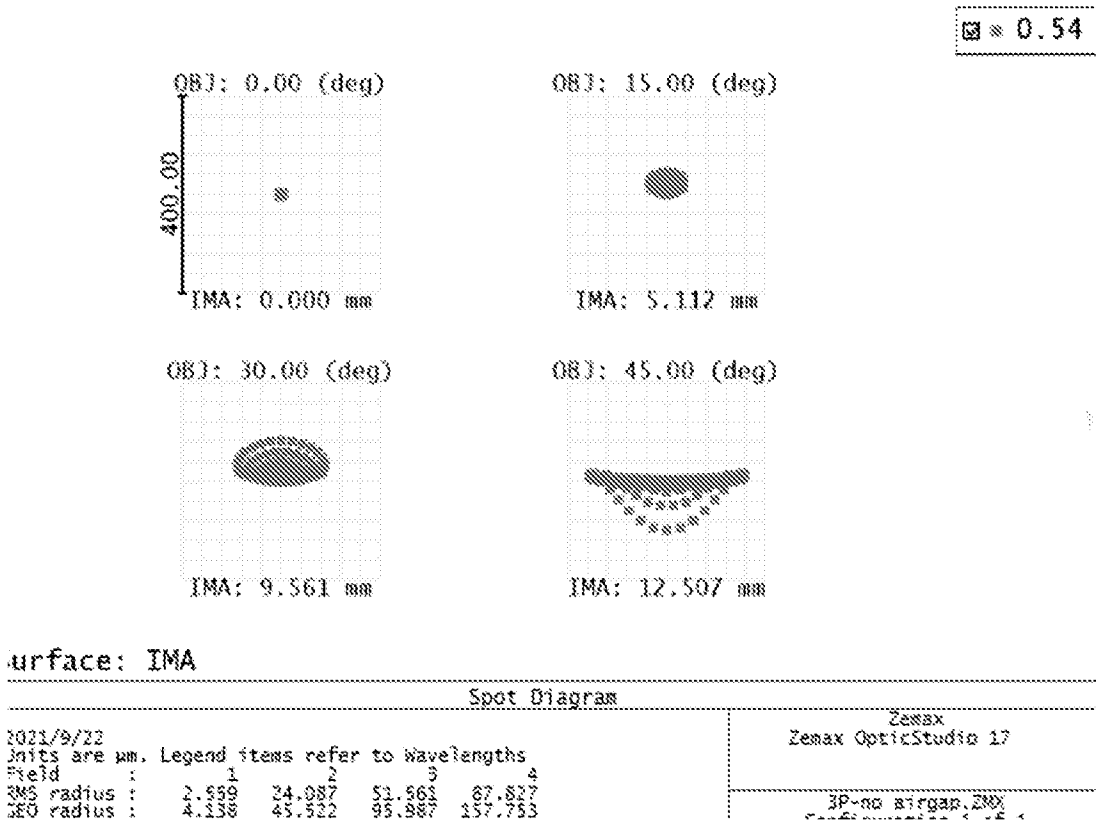 0.54
OBJ: 0.00 (deg)
OBJ: 15.00 (deg)
400.00
IMA: 0.000 mm
IMA: 5.112 mm
OBJ: 30.00 (deg)
OBJ: 45.00 (deg)
IMA: 9.561 mm
IMA: 12.507 mm
urface: IMA
Spot Diagram
2021/9/22
Units are µm. Legend items refer to Wavelengths
Field : 1 2 3 4
RMS radius : 2.559 24.087 51.561 87.827
GEO radius : 4.138 45.522 95.987 157.753
Zemax
Zemax OpticStudio 17
3P-no airgap.ZMX
Configuration 1 of 1